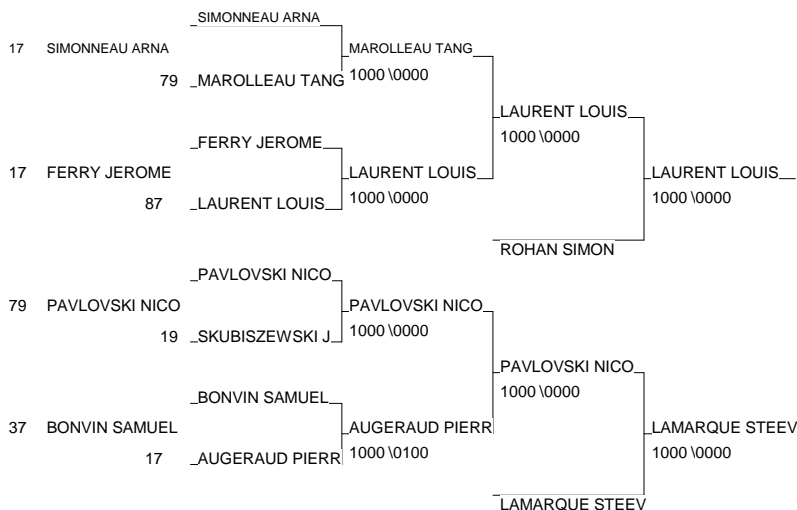 SIMONNEAU ARNA
17 SIMONNEAU ARNA MAROLLEAU TANG
79 MAROLLEAU TANG 1000 \0000
LAURENT LOUIS
1000 \0000
FERRY JEROME
17 FERRY JEROME LAURENT LOUIS LAURENT LOUIS
87 LAURENT LOUIS 1000 \0000 1000 \0000
ROHAN SIMON
PAVLOVSKI NICO
79 PAVLOVSKI NICO PAVLOVSKI NICO
19 SKUBISZEWSKI J 1000 \0000
PAVLOVSKI NICO
1000 \0000
BONVIN SAMUEL
37 BONVIN SAMUEL AUGERAUD PIERR LAMARQUE STEEV
17 AUGERAUD PIERR 1000 \0100 1000 \0000
LAMARQUE STEEV